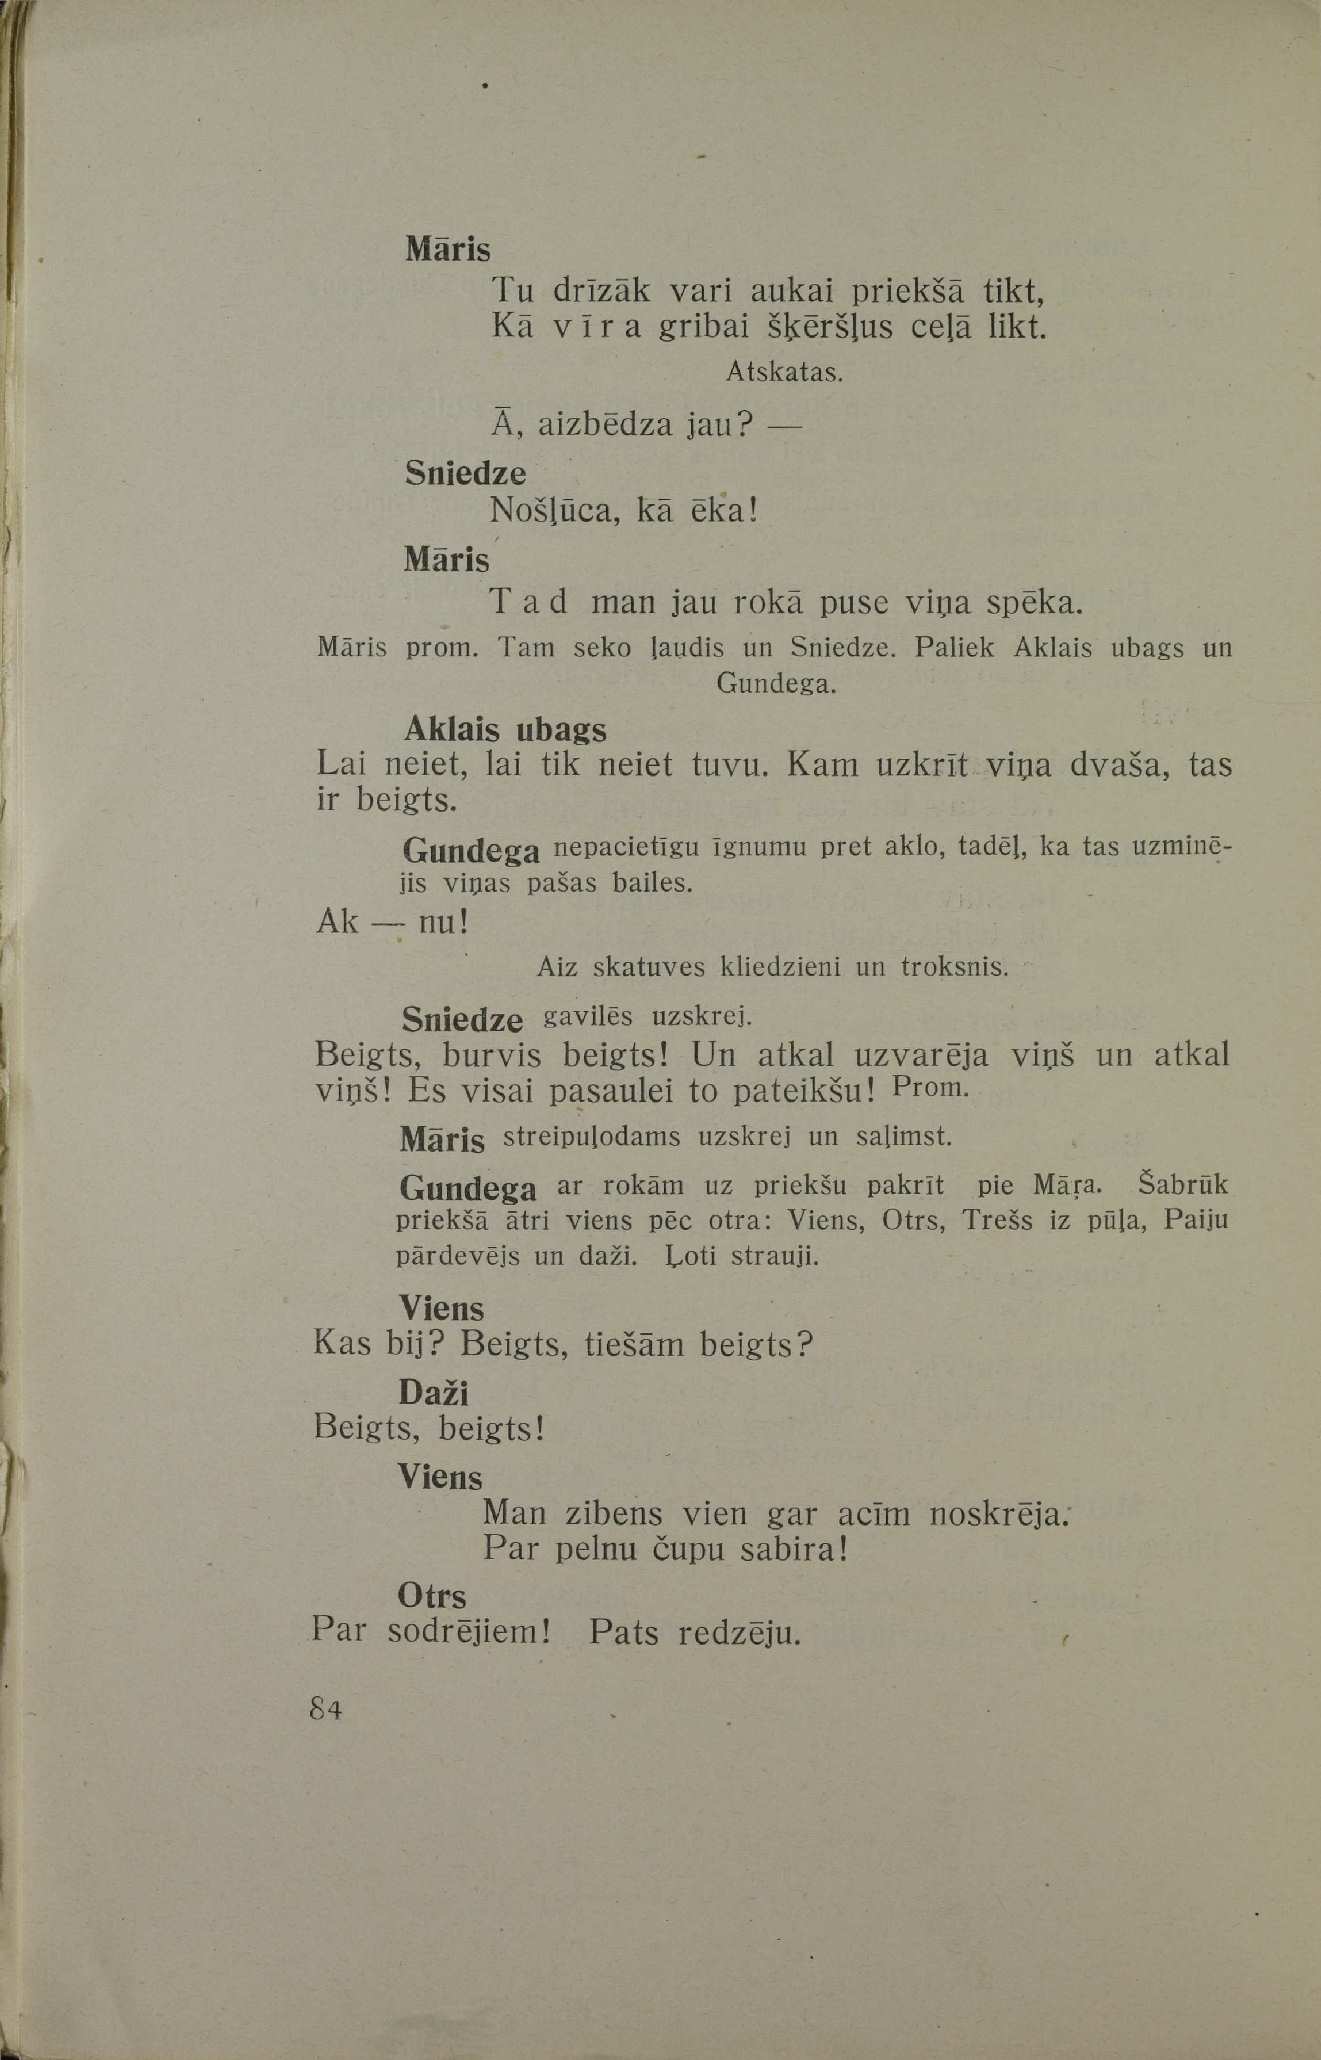 Māris
Tu drīzāk vari aukai priekšā tikt,
Kā vīra gribai šķēršļus ceļā likt.
Atskatas.
Ā, aizbēdza jau? —
Sniedze
Nošļūca, kā ēka!
Māris
Tad man jau rokā puse viņa spēka.
Māris prom. Tam seko ļaudis un Sniedze. Paliek Aklais ubags un
Gundega.
Aklais ubags
Lai neiet, lai tik neiet tuvu. Kam uzkrīt viņa dvaša, tas
ir beigts.
Gundega nepacietīgu īgnumu pret aklo, tadēļ, ka tas uzminē-
jis viņas pašas bailes.
Ak — nu!
Aiz skatuves kliedzieni un troksnis.
Sniedze gavilēs uzskrej.
Beigts, burvis beigts! Un atkal uzvarēja viņš un atkal
viņš! Es visai pasaulei to pateikšu! Prom.
Māris streipuļodams uzskrej un saļimst.
Gundega ar rokām uz priekšu pakrīt pie Māŗa. Šabrūk
priekšā ātri viens pēc otra: Viens, Otrs, Trešs iz pūļa, Paiju
pārdevējs un daži. Ļoti strauji.
Viens
Kas bij? Beigts, tiešām beigts?
Daži
Beigts, beigts!
Viens
Man zibens vien gar acīm noskrēja.
Par pelnu čupu sabira!
Otrs
Par sodrējiem! Pats redzēju.
84